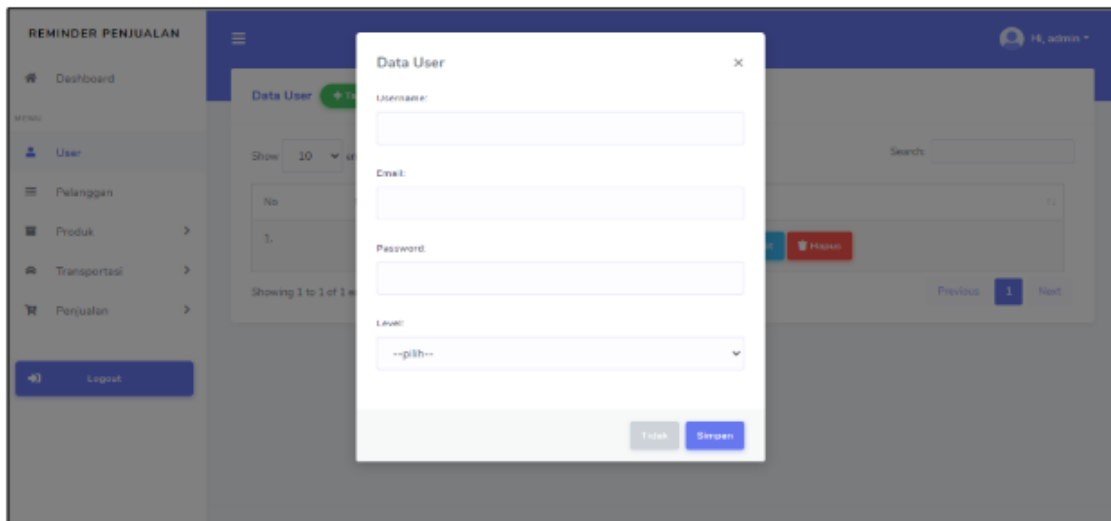 REMINDER PENJUALAN
Hi, admin
Dashboard
MENU
User
Pelanggan
Produk
Transportasi
Penjualan
Logout
Data User
Show 10
Search:
No
1.
Hapus
Showing 1 to 1 of 1
Previous 1 Next
Data User ×
Username:
Email:
Password:
Level:
--pilih--
Tidak Simpan